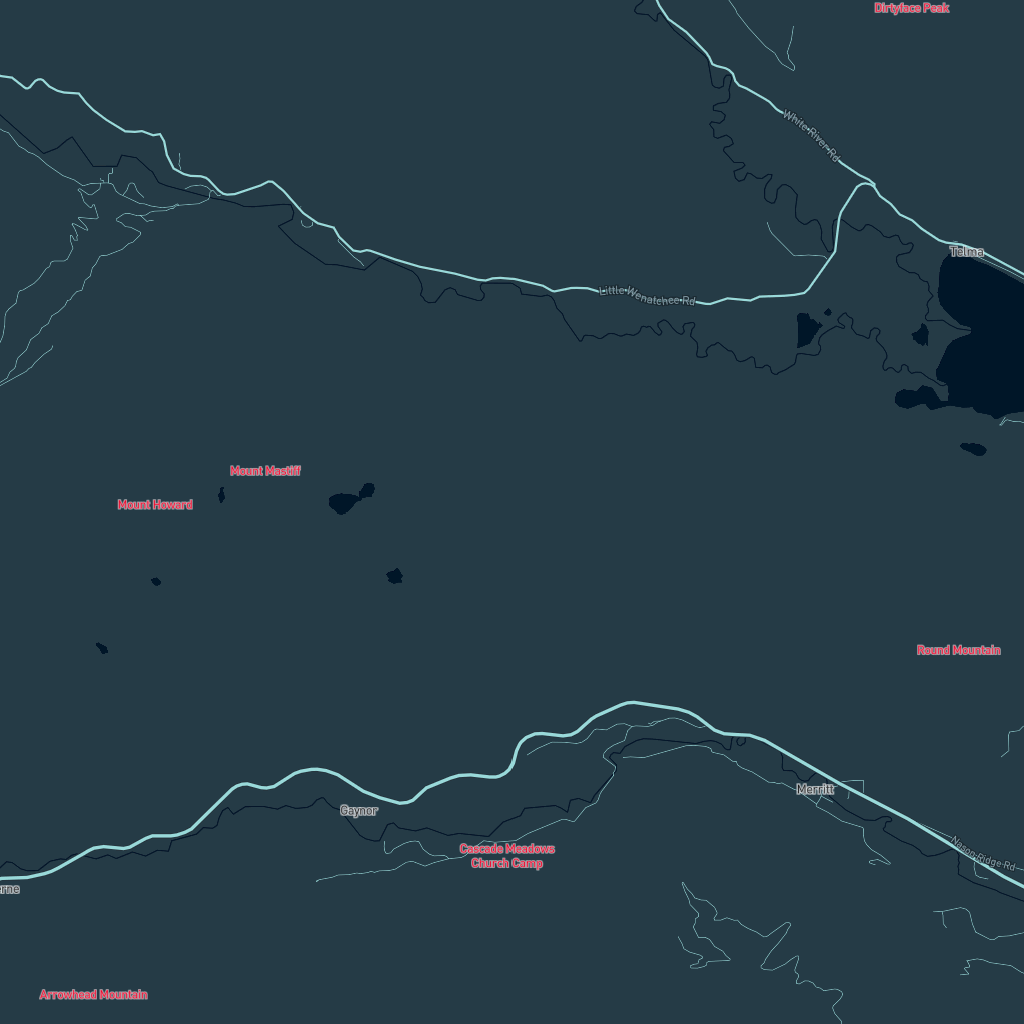 Dirtyface Peak
White River Rd
Telma
Little Wenatchee Rd
Mount Mastiff
Mount Howard
Round Mountain
Merritt
Gaynor
Cascade Meadows
Church Camp
Nason Ridge Rd
erne
Arrowhead Mountain